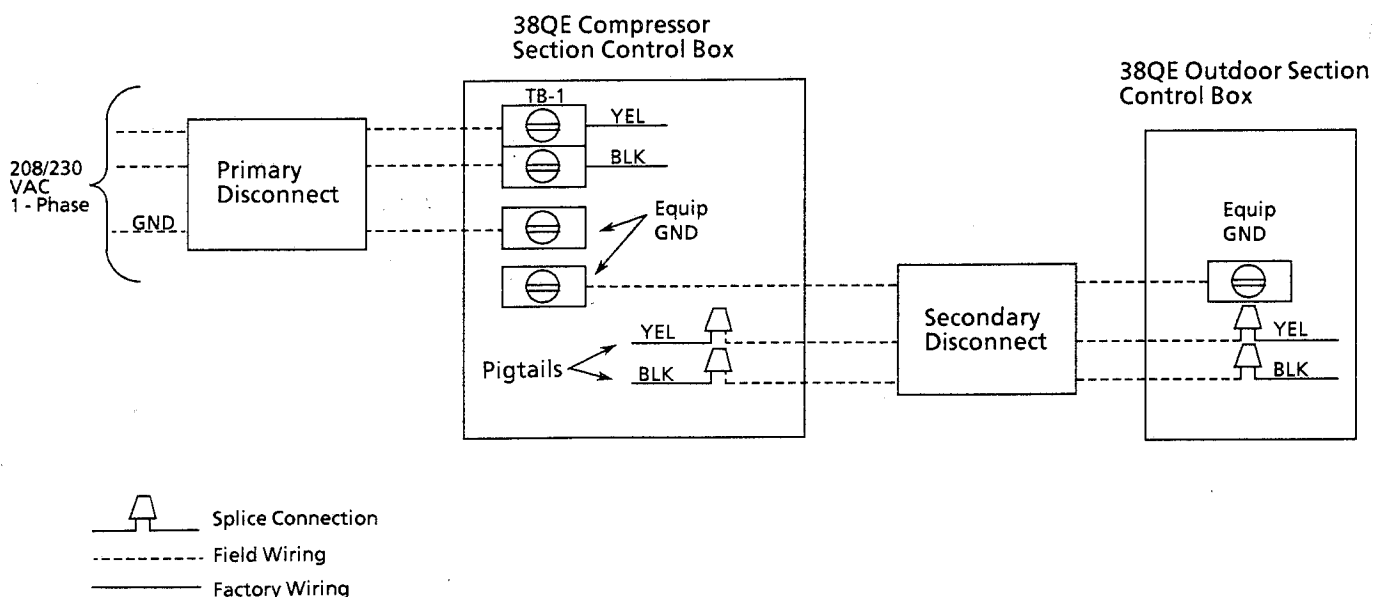 38QE Compressor
Section Control Box
38QE Outdoor Section
Control Box
TB-1
YEL
BLK
208/230
VAC
1 - Phase
GND
Primary
Disconnect
Equip
GND
Equip
GND
Secondary
Disconnect
YEL
Pigtails
BLK
YEL
BLK
Splice Connection
Field Wiring
Factory Wiring